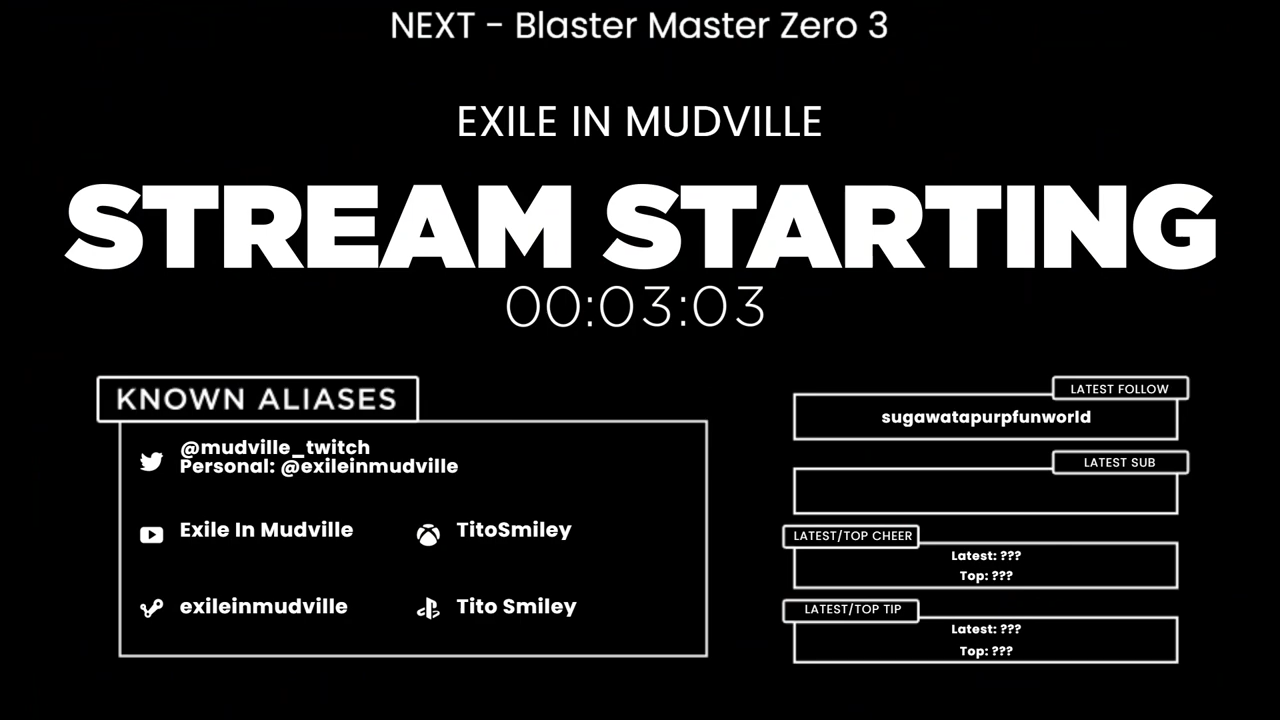 NEXT - Blaster Master Zero 3
EXILE IN MUDVILLE
STREAM STARTING
00:03:03
KNOWN ALIASES
@mudville_twitch
Personal: @exileinmudville
Exile In Mudville
TitoSmiley
exileinmudville
Tito Smiley
LATEST FOLLOW
sugawatapurpfunworld
LATEST SUB
LATEST/TOP CHEER
Latest: ???
Top: ???
LATEST/TOP TIP
Latest: ???
Top: ???